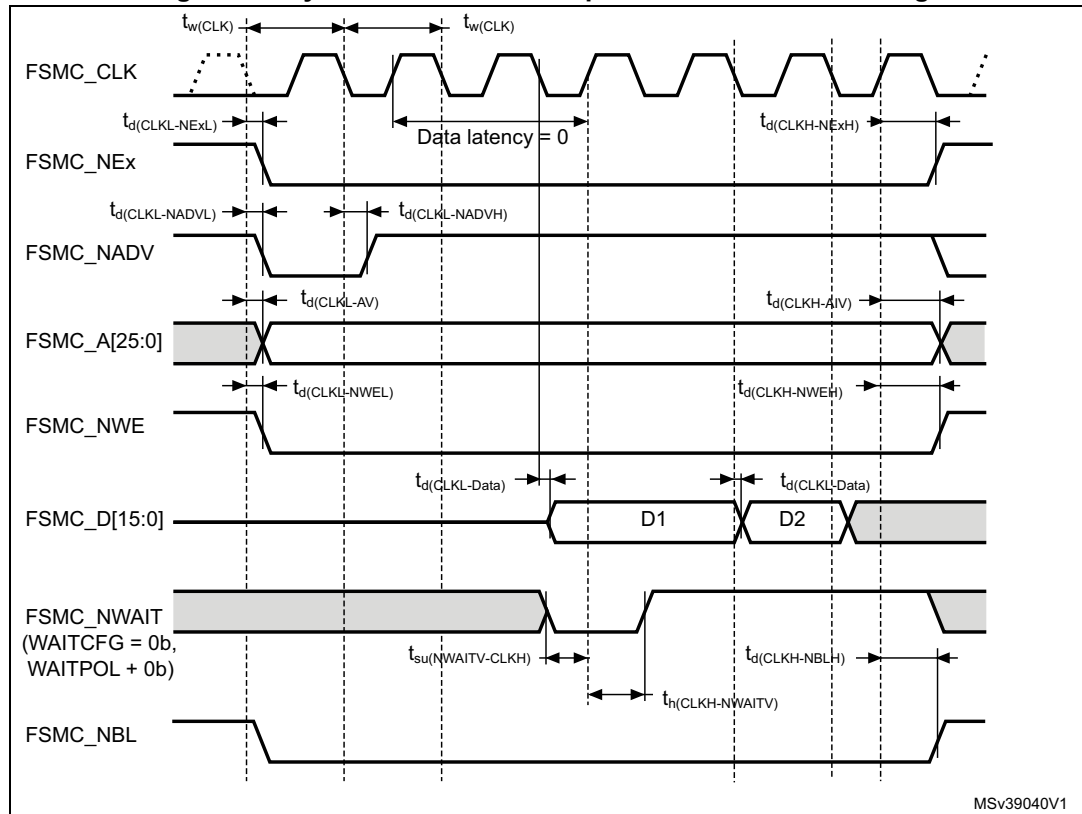 tw(CLK) tw(CLK)
FSMC_CLK
td(CLKL-NExL) Data latency = 0 td(CLKH-NExH)
FSMC_NEx
td(CLKL-NADVL) td(CLKL-NADVH)
FSMC_NADV
td(CLKL-AV) td(CLKH-AIV)
FSMC_A[25:0]
td(CLKL-NWEL) td(CLKH-NWEH)
FSMC_NWE
td(CLKL-Data) td(CLKL-Data)
FSMC_D[15:0] D1 D2
FSMC_NWAIT
(WAITCFG = 0b,
WAITPOL + 0b)
tsu(NWAITV-CLKH) td(CLKH-NBLH)
th(CLKH-NWAITV)
FSMC_NBL
MSv39040V1